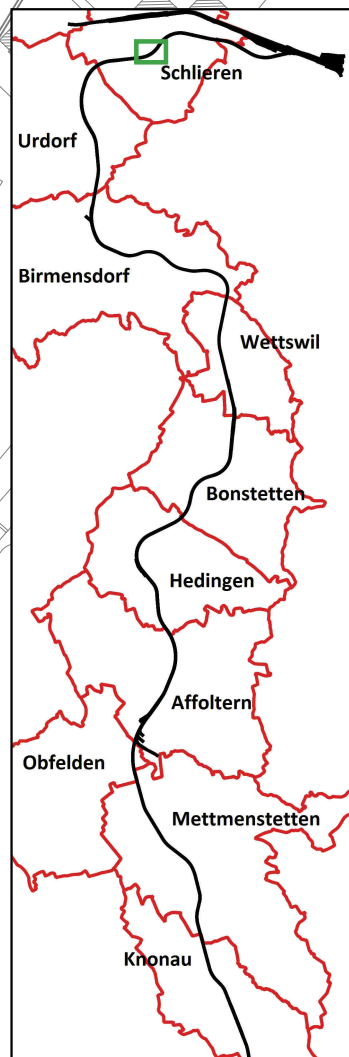 Schlieren
Urdorf
Birmensdorf
Wettswil
Bonstetten
Hedingen
Affoltern
Obfelden
Mettmenstetten
Knonau